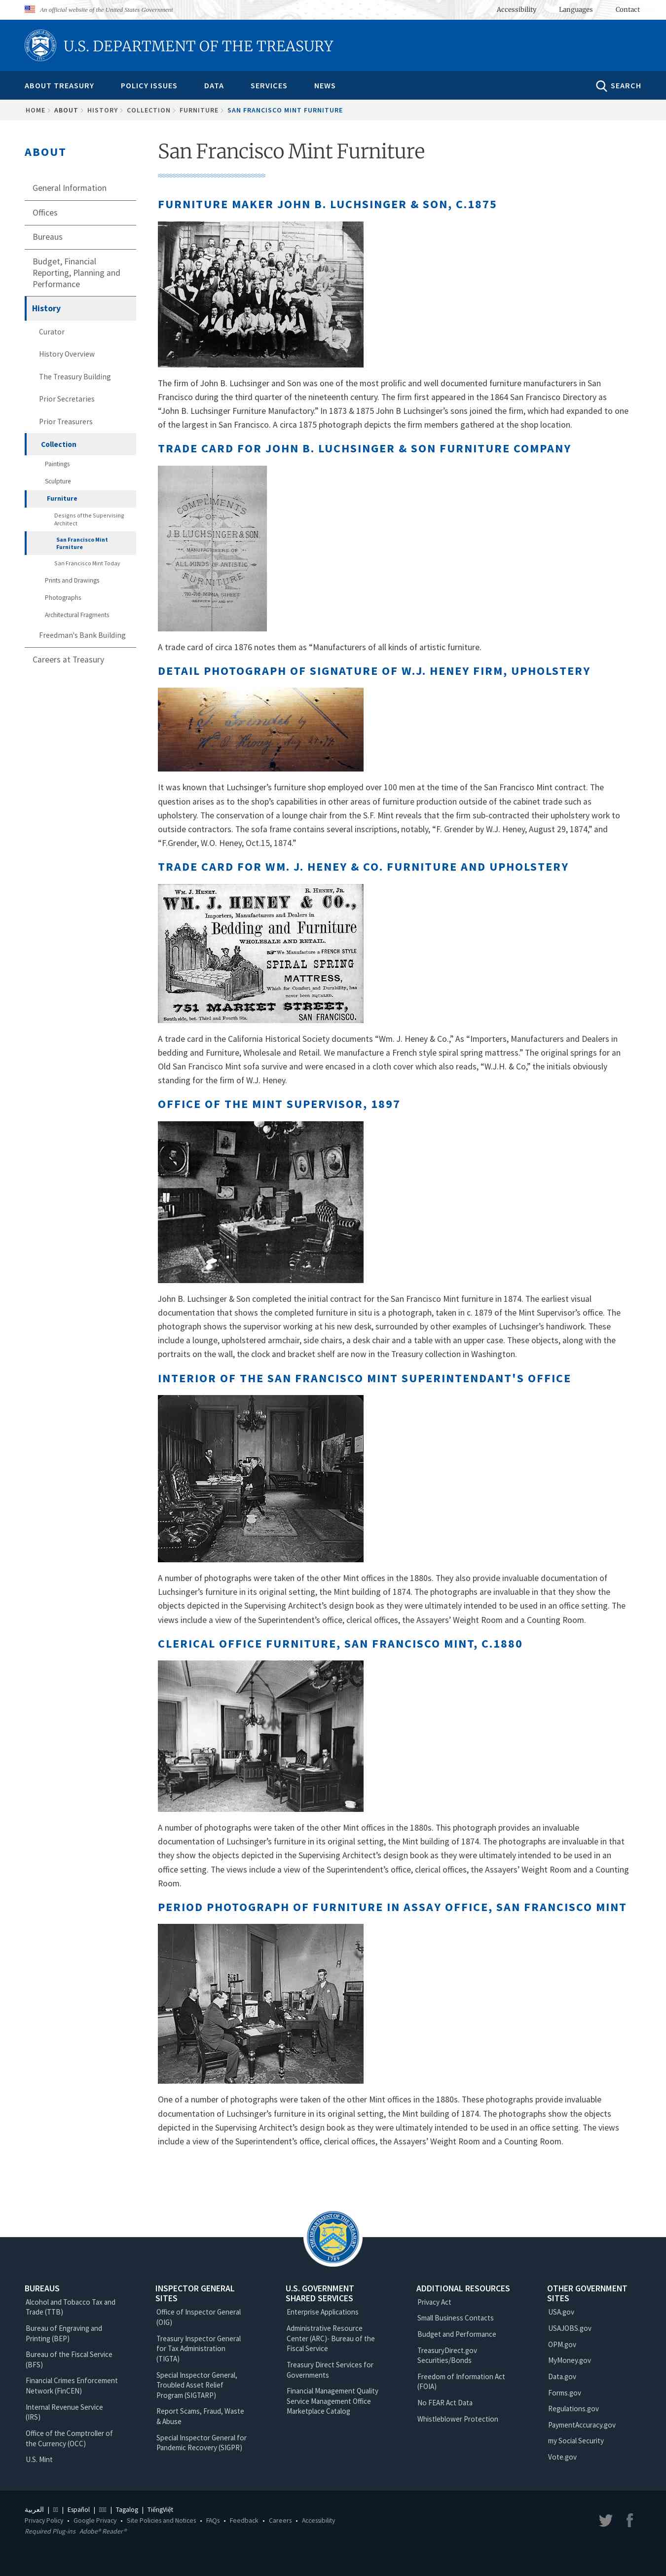 An official website of the United States Government
Accessibility
Languages
Contact
U.S. DEPARTMENT OF THE TREASURY
ABOUT TREASURY
POLICY ISSUES
DATA
SERVICES
NEWS
SEARCH
HOME
ABOUT
HISTORY
COLLECTION
FURNITURE
SAN FRANCISCO MINT FURNITURE
ABOUT
General Information
Offices
Bureaus
Budget, Financial
Reporting, Planning and
Performance
History
Curator
History Overview
The Treasury Building
Prior Secretaries
Prior Treasurers
Collection
Paintings
Sculpture
Furniture
Designs of the Supervising
Architect
San Francisco Mint
Furniture
San Francisco Mint Today
Prints and Drawings
Photographs
Architectural Fragments
Freedman's Bank Building
Careers at Treasury
San Francisco Mint Furniture
FURNITURE MAKER JOHN B. LUCHSINGER & SON, C.1875
The firm of John B. Luchsinger and Son was one of the most prolific and well documented furniture manufacturers in San
Francisco during the third quarter of the nineteenth century. The firm first appeared in the 1864 San Francisco Directory as
“John B. Luchsinger Furniture Manufactory.” In 1873 & 1875 John B Luchsinger’s sons joined the firm, which had expanded to one
of the largest in San Francisco. A circa 1875 photograph depicts the firm members gathered at the shop location.
TRADE CARD FOR JOHN B. LUCHSINGER & SON FURNITURE COMPANY
COMPLIMENTS
OF
J.B.LUCHSINGER&SON.
MANUFACTURERS OF
ALL KINDS OF ARTISTIC
FURNITURE
A trade card of circa 1876 notes them as “Manufacturers of all kinds of artistic furniture.
DETAIL PHOTOGRAPH OF SIGNATURE OF W.J. HENEY FIRM, UPHOLSTERY
It was known that Luchsinger’s furniture shop employed over 100 men at the time of the San Francisco Mint contract. The
question arises as to the shop’s capabilities in other areas of furniture production outside of the cabinet trade such as
upholstery. The conservation of a lounge chair from the S.F. Mint reveals that the firm sub-contracted their upholstery work to
outside contractors. The sofa frame contains several inscriptions, notably, “F. Grender by W.J. Heney, August 29, 1874,” and
“F.Grender, W.O. Heney, Oct.15, 1874.”
TRADE CARD FOR WM. J. HENEY & CO. FURNITURE AND UPHOLSTERY
WM. J. HENEY.
R. HENEY, JR.
WM. J. HENEY & CO.,
Importers, Manufacturers and Dealers in
BEDDING AND FURNITURE,
WHOLESALE AND RETAIL.
We Manufacture a FRENCH STYLE
SPIRAL SPRING
MATTRESS,
Which for Comfort and Durability, has
never been equaled.
751 MARKET STREET,
South side, bet. Third and Fourth Sts.
SAN FRANCISCO.
A trade card in the California Historical Society documents “Wm. J. Heney & Co.,” As “Importers, Manufacturers and Dealers in
bedding and Furniture, Wholesale and Retail. We manufacture a French style spiral spring mattress.” The original springs for an
Old San Francisco Mint sofa survive and were encased in a cloth cover which also reads, “W.J.H. & Co,” the initials obviously
standing for the firm of W.J. Heney.
OFFICE OF THE MINT SUPERVISOR, 1897
John B. Luchsinger & Son completed the initial contract for the San Francisco Mint furniture in 1874. The earliest visual
documentation that shows the completed furniture in situ is a photograph, taken in c. 1879 of the Mint Supervisor’s office. The
photograph shows the supervisor working at his new desk, surrounded by other examples of Luchsinger’s handiwork. These
include a lounge, upholstered armchair, side chairs, a desk chair and a table with an upper case. These objects, along with the
portraits on the wall, the clock and bracket shelf are now in the Treasury collection in Washington.
INTERIOR OF THE SAN FRANCISCO MINT SUPERINTENDANT'S OFFICE
A number of photographs were taken of the other Mint offices in the 1880s. They also provide invaluable documentation of
Luchsinger’s furniture in its original setting, the Mint building of 1874. The photographs are invaluable in that they show the
objects depicted in the Supervising Architect’s design book as they were ultimately intended to be used in an office setting. The
views include a view of the Superintendent’s office, clerical offices, the Assayers’ Weight Room and a Counting Room.
CLERICAL OFFICE FURNITURE, SAN FRANCISCO MINT, C.1880
A number of photographs were taken of the other Mint offices in the 1880s. This photograph provides an invaluable
documentation of Luchsinger’s furniture in its original setting, the Mint building of 1874. The photographs are invaluable in that
they show the objects depicted in the Supervising Architect’s design book as they were ultimately intended to be used in an
office setting. The views include a view of the Superintendent’s office, clerical offices, the Assayers’ Weight Room and a Counting
Room.
PERIOD PHOTOGRAPH OF FURNITURE IN ASSAY OFFICE, SAN FRANCISCO MINT
One of a number of photographs were taken of the other Mint offices in the 1880s. These photographs provide invaluable
documentation of Luchsinger’s furniture in its original setting, the Mint building of 1874. The photographs show the objects
depicted in the Supervising Architect’s design book as they were ultimately intended to be used in an office setting. The views
include a view of the Superintendent’s office, clerical offices, the Assayers’ Weight Room and a Counting Room.
BUREAUS
Alcohol and Tobacco Tax and
Trade (TTB)
Bureau of Engraving and
Printing (BEP)
Bureau of the Fiscal Service
(BFS)
Financial Crimes Enforcement
Network (FinCEN)
Internal Revenue Service
(IRS)
Office of the Comptroller of
the Currency (OCC)
U.S. Mint
INSPECTOR GENERAL
SITES
Office of Inspector General
(OIG)
Treasury Inspector General
for Tax Administration
(TIGTA)
Special Inspector General,
Troubled Asset Relief
Program (SIGTARP)
Report Scams, Fraud, Waste
& Abuse
Special Inspector General for
Pandemic Recovery (SIGPR)
U.S. GOVERNMENT
SHARED SERVICES
Enterprise Applications
Administrative Resource
Center (ARC)- Bureau of the
Fiscal Service
Treasury Direct Services for
Governments
Financial Management Quality
Service Management Office
Marketplace Catalog
ADDITIONAL RESOURCES
Privacy Act
Small Business Contacts
Budget and Performance
TreasuryDirect.gov
Securities/Bonds
Freedom of Information Act
(FOIA)
No FEAR Act Data
Whistleblower Protection
OTHER GOVERNMENT
SITES
USA.gov
USAJOBS.gov
OPM.gov
MyMoney.gov
Data.gov
Forms.gov
Regulations.gov
PaymentAccuracy.gov
my Social Security
Vote.gov
العربية | | Español | | Tagalog | TiếngViệt
Privacy Policy • Google Privacy • Site Policies and Notices • FAQs • Feedback • Careers • Accessibility
Required Plug-ins Adobe® Reader®